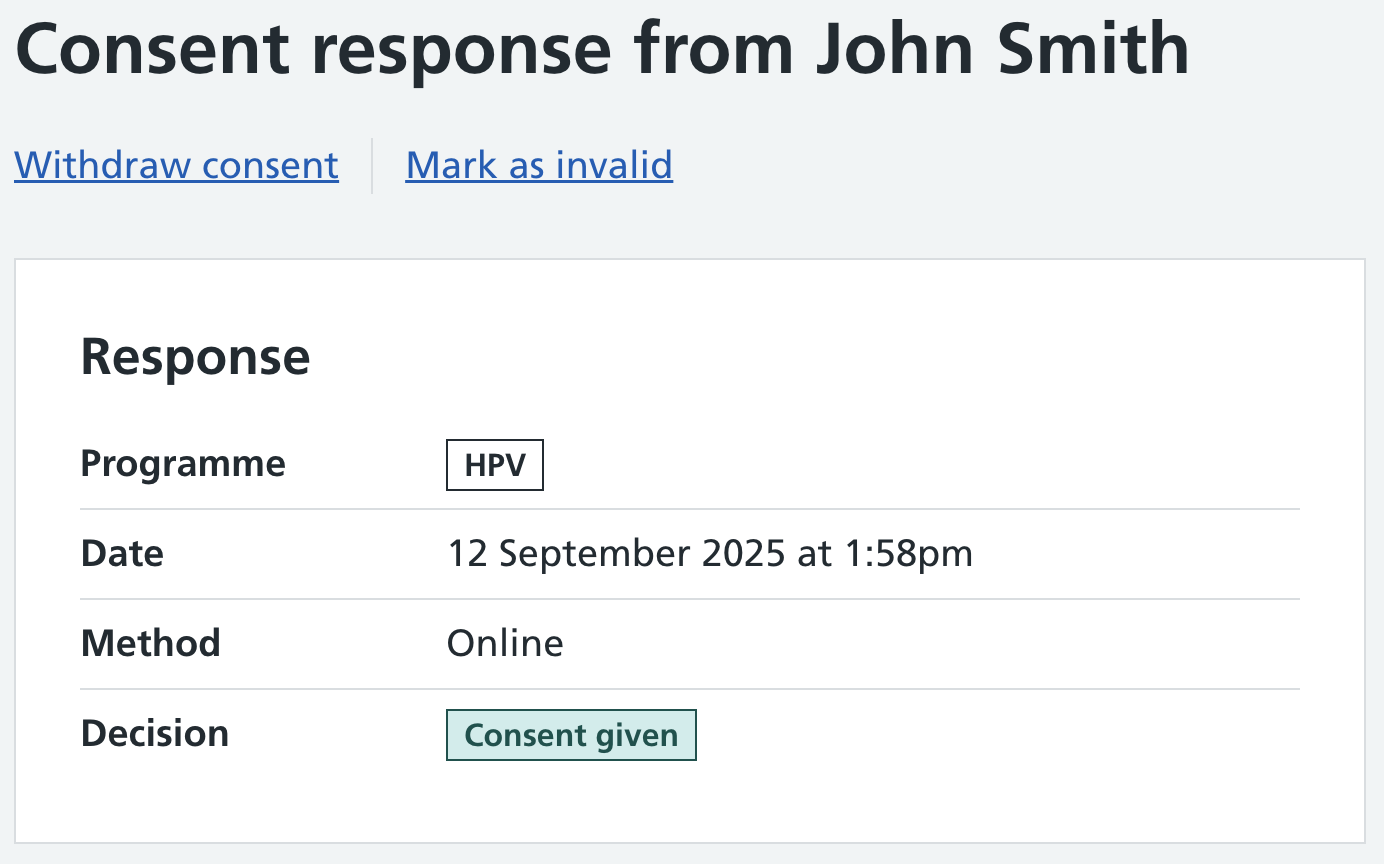 Consent response from John Smith
Withdraw consent Mark as invalid
Response
Programme HPV
Date 12 September 2025 at 1:58pm
Method Online
Decision Consent given